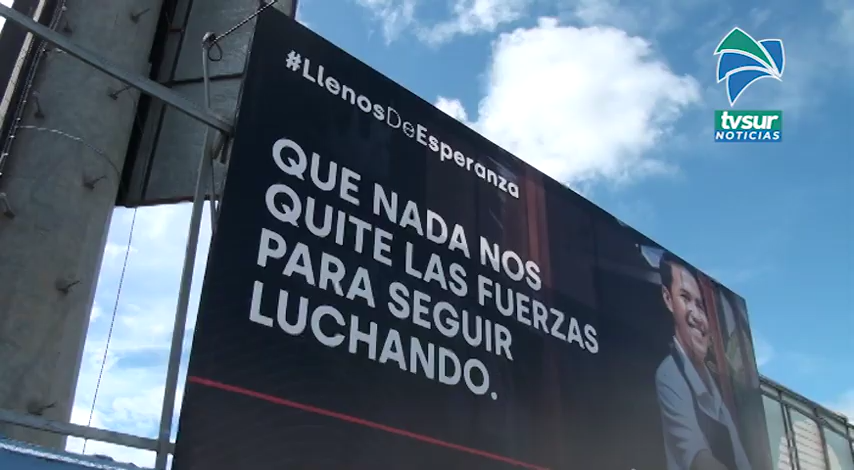 #LlenosDeEsperanza
QUE NADA NOS
QUITE LAS FUERZAS
PARA SEGUIR
LUCHANDO.
tvsur
NOTICIAS